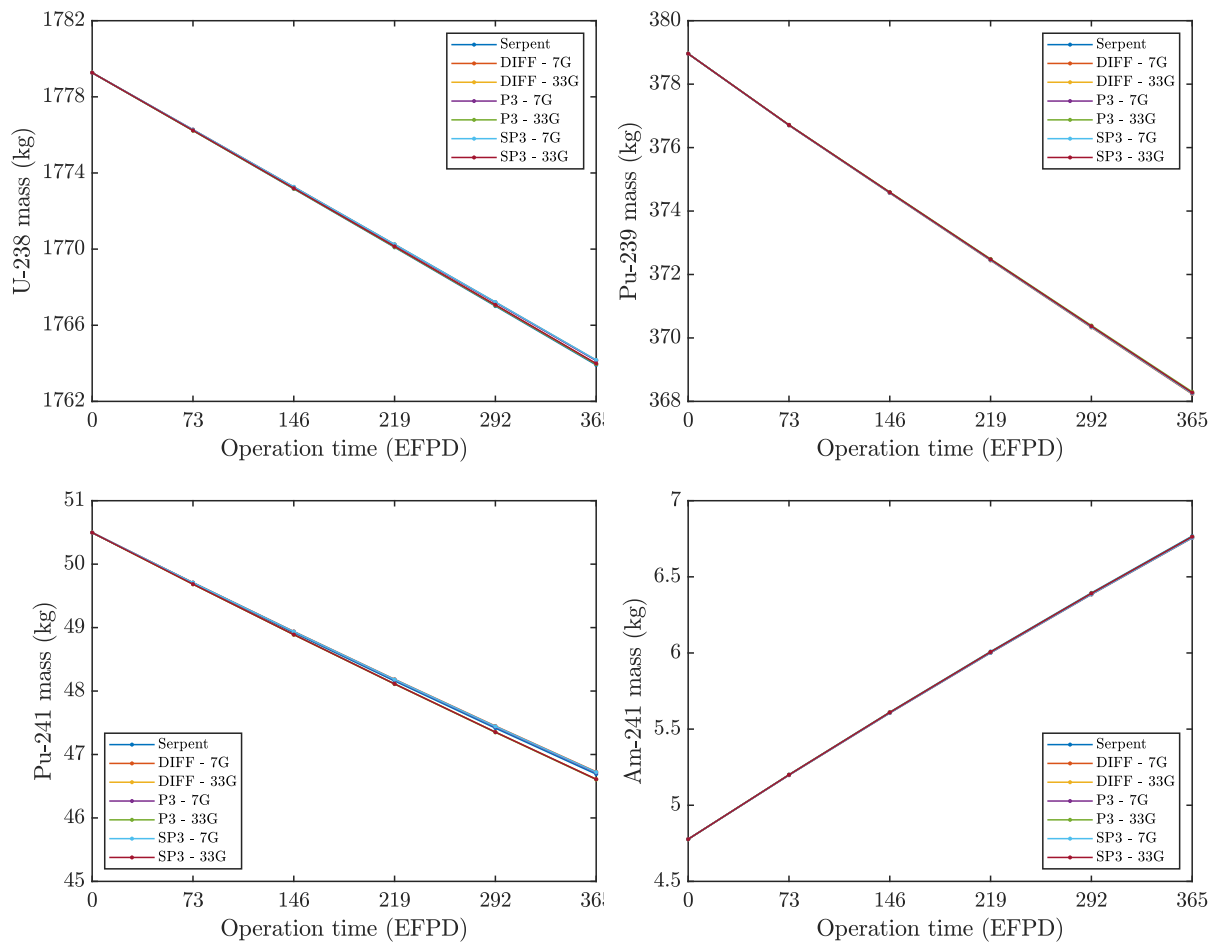 1782
1778
1774
1770
1766
1762
U-238 mass (kg)
0 73 146 219 292 365
Operation time (EFPD)
Serpent
DIFF - 7G
DIFF - 33G
P3 - 7G
P3 - 33G
SP3 - 7G
SP3 - 33G
380
378
376
374
372
370
368
Pu-239 mass (kg)
0 73 146 219 292 365
Operation time (EFPD)
Serpent
DIFF - 7G
DIFF - 33G
P3 - 7G
P3 - 33G
SP3 - 7G
SP3 - 33G
51
50
49
48
47
46
45
Pu-241 mass (kg)
Serpent
DIFF - 7G
DIFF - 33G
P3 - 7G
P3 - 33G
SP3 - 7G
SP3 - 33G
0 73 146 219 292 365
Operation time (EFPD)
7
6.5
6
5.5
5
4.5
Am-241 mass (kg)
Serpent
DIFF - 7G
DIFF - 33G
P3 - 7G
P3 - 33G
SP3 - 7G
SP3 - 33G
0 73 146 219 292 365
Operation time (EFPD)